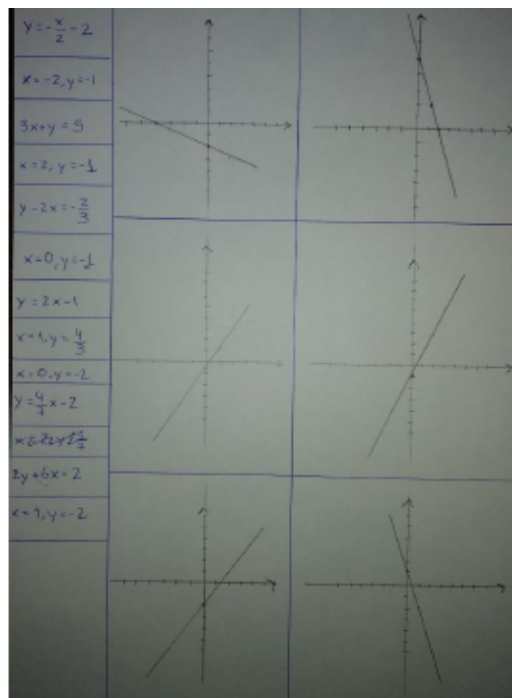 y=-x/2-2
x=-2,y=-1
3x+y=5
x=2,y=-1
y-2x=-2/3
x=0,y=-1
y=2x-1
x=1,y=4/3
x=0,y=-2
y=4/7x-2
2y+6x=2
x=1,y=-2